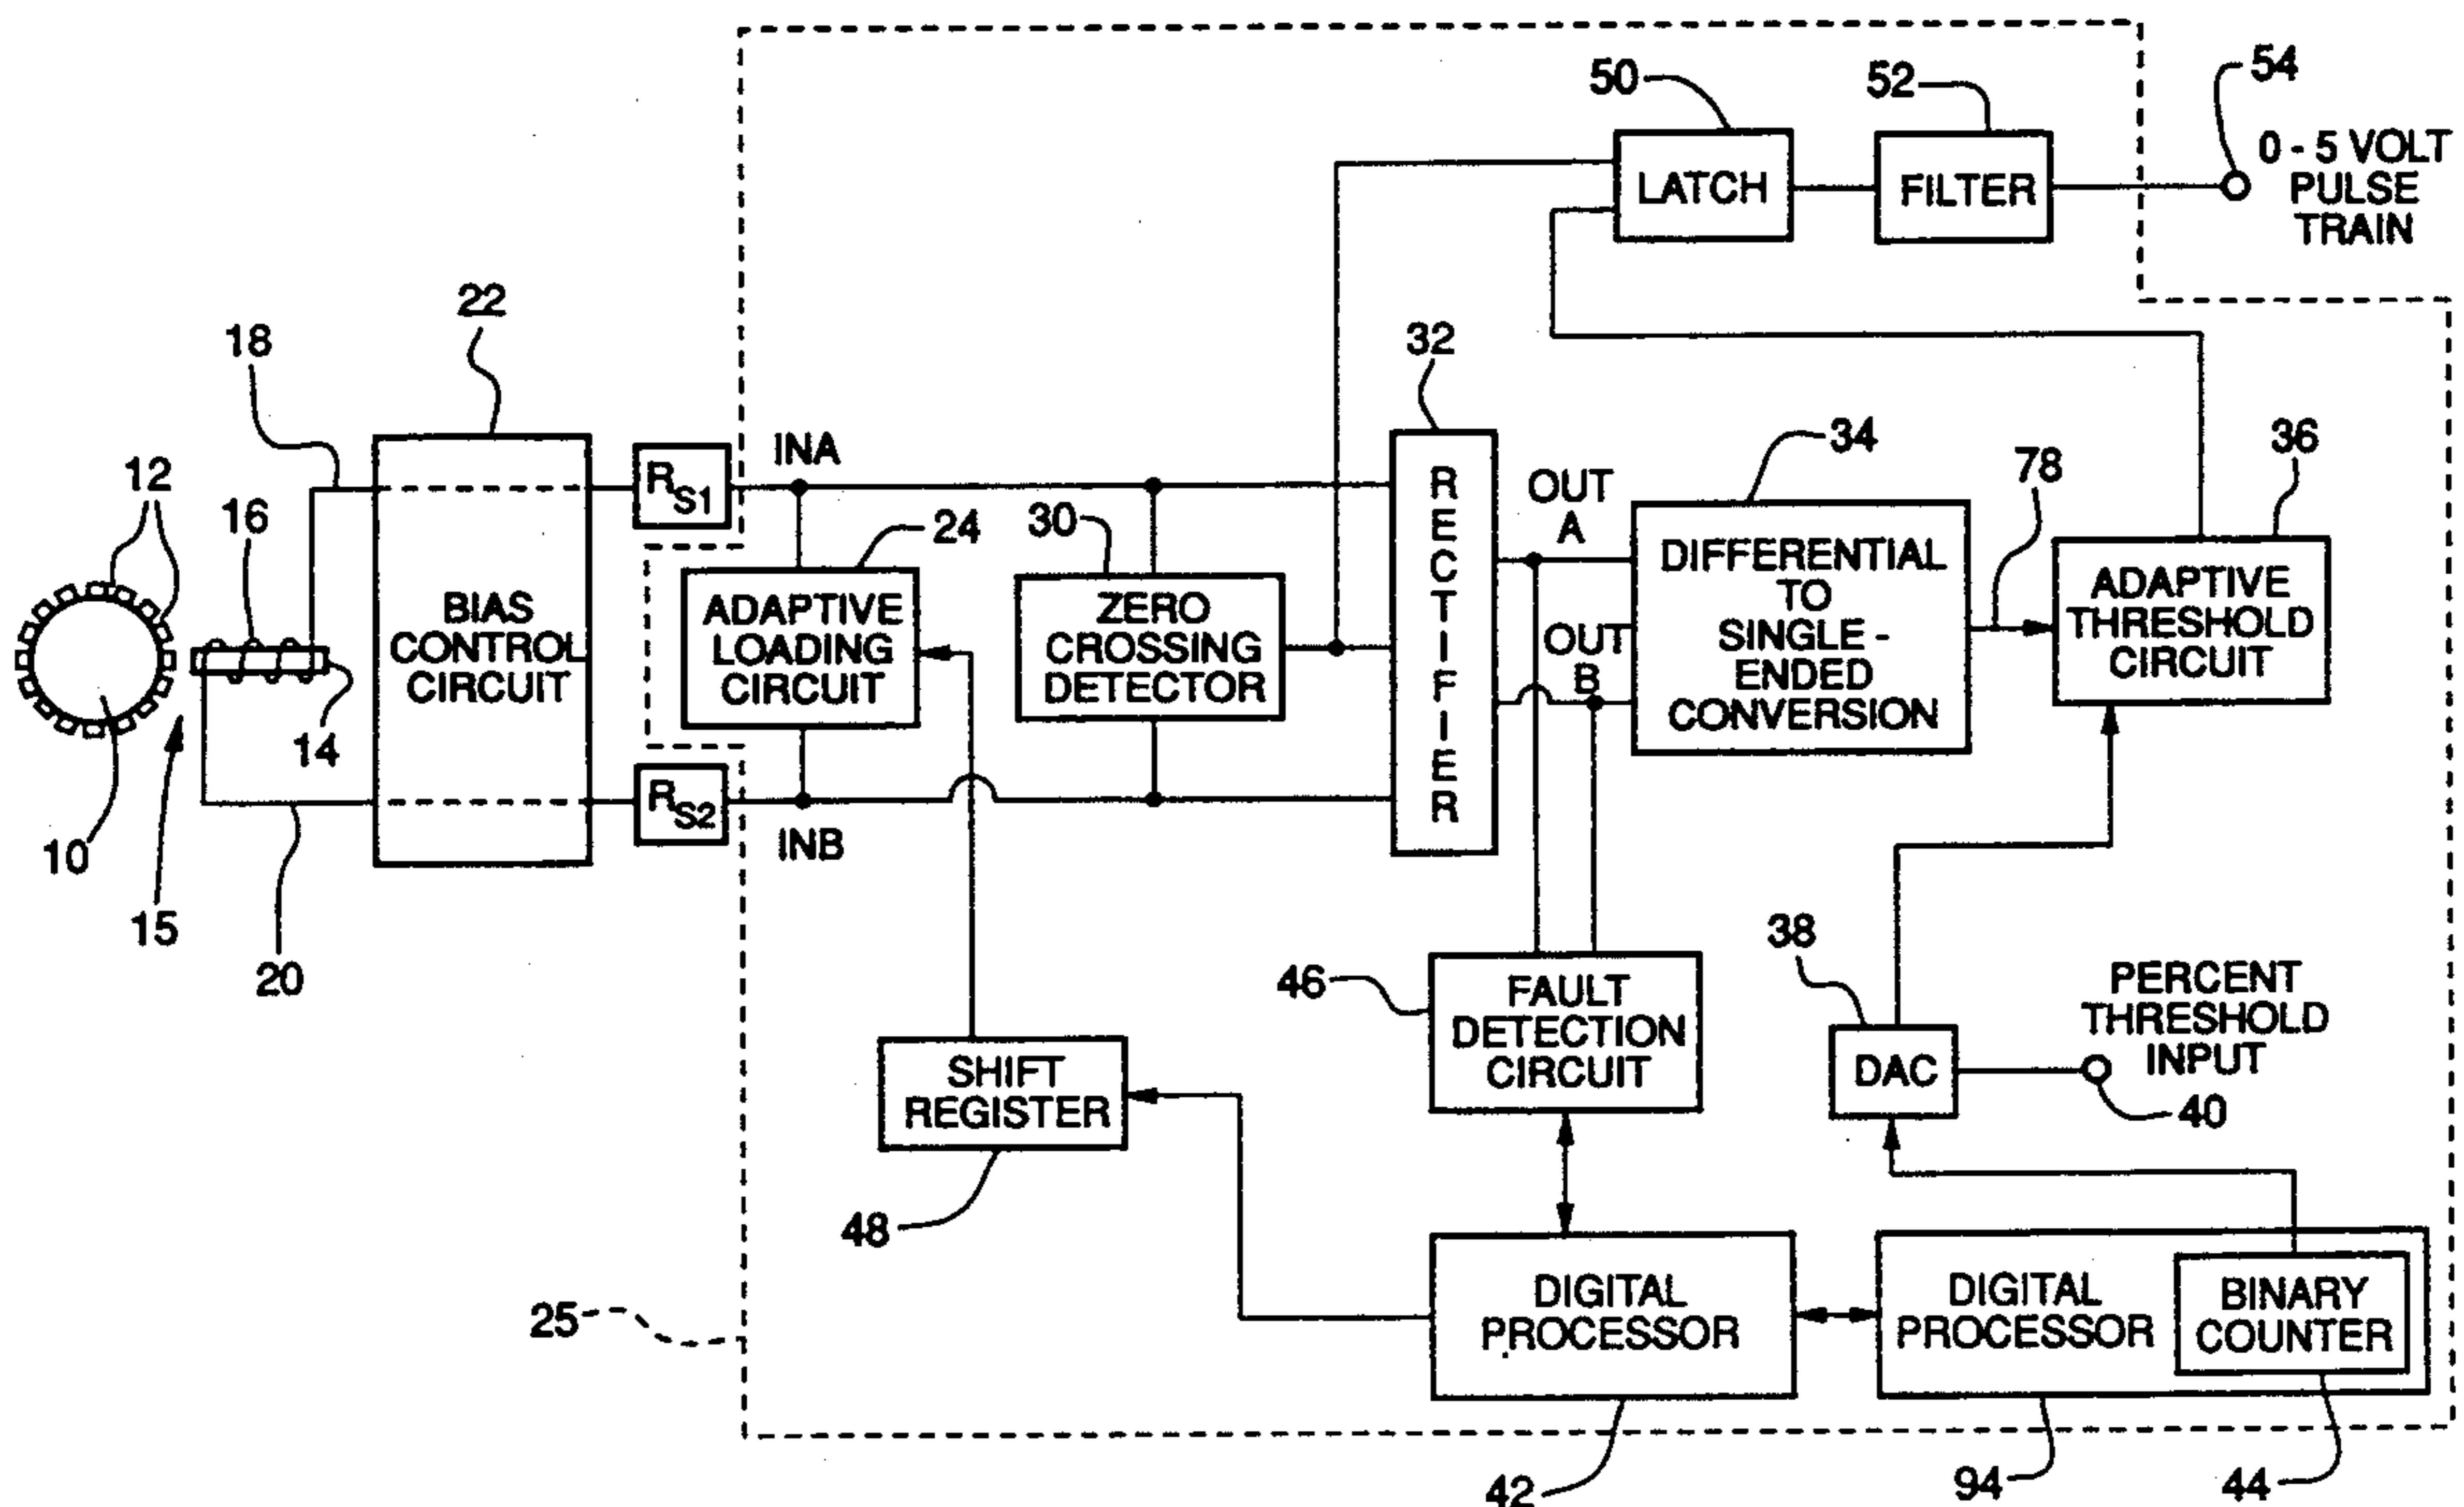 50
52
54
0 - 5 VOLT
PULSE
TRAIN
LATCH
FILTER
22
18
32
34
36
78
12
16
INA
RS1
24
30
RECTIFIER
OUT
A
OUT
B
BIAS
CONTROL
CIRCUIT
ADAPTIVE
LOADING
CIRCUIT
ZERO
CROSSING
DETECTOR
DIFFERENTIAL
TO
SINGLE -
ENDED
CONVERSION
ADAPTIVE
THRESHOLD
CIRCUIT
14
10
15
20
RS2
INB
46
FAULT
DETECTION
CIRCUIT
38
DAC
PERCENT
THRESHOLD
INPUT
40
SHIFT
REGISTER
48
25
DIGITAL
PROCESSOR
DIGITAL
PROCESSOR
BINARY
COUNTER
42
94
44